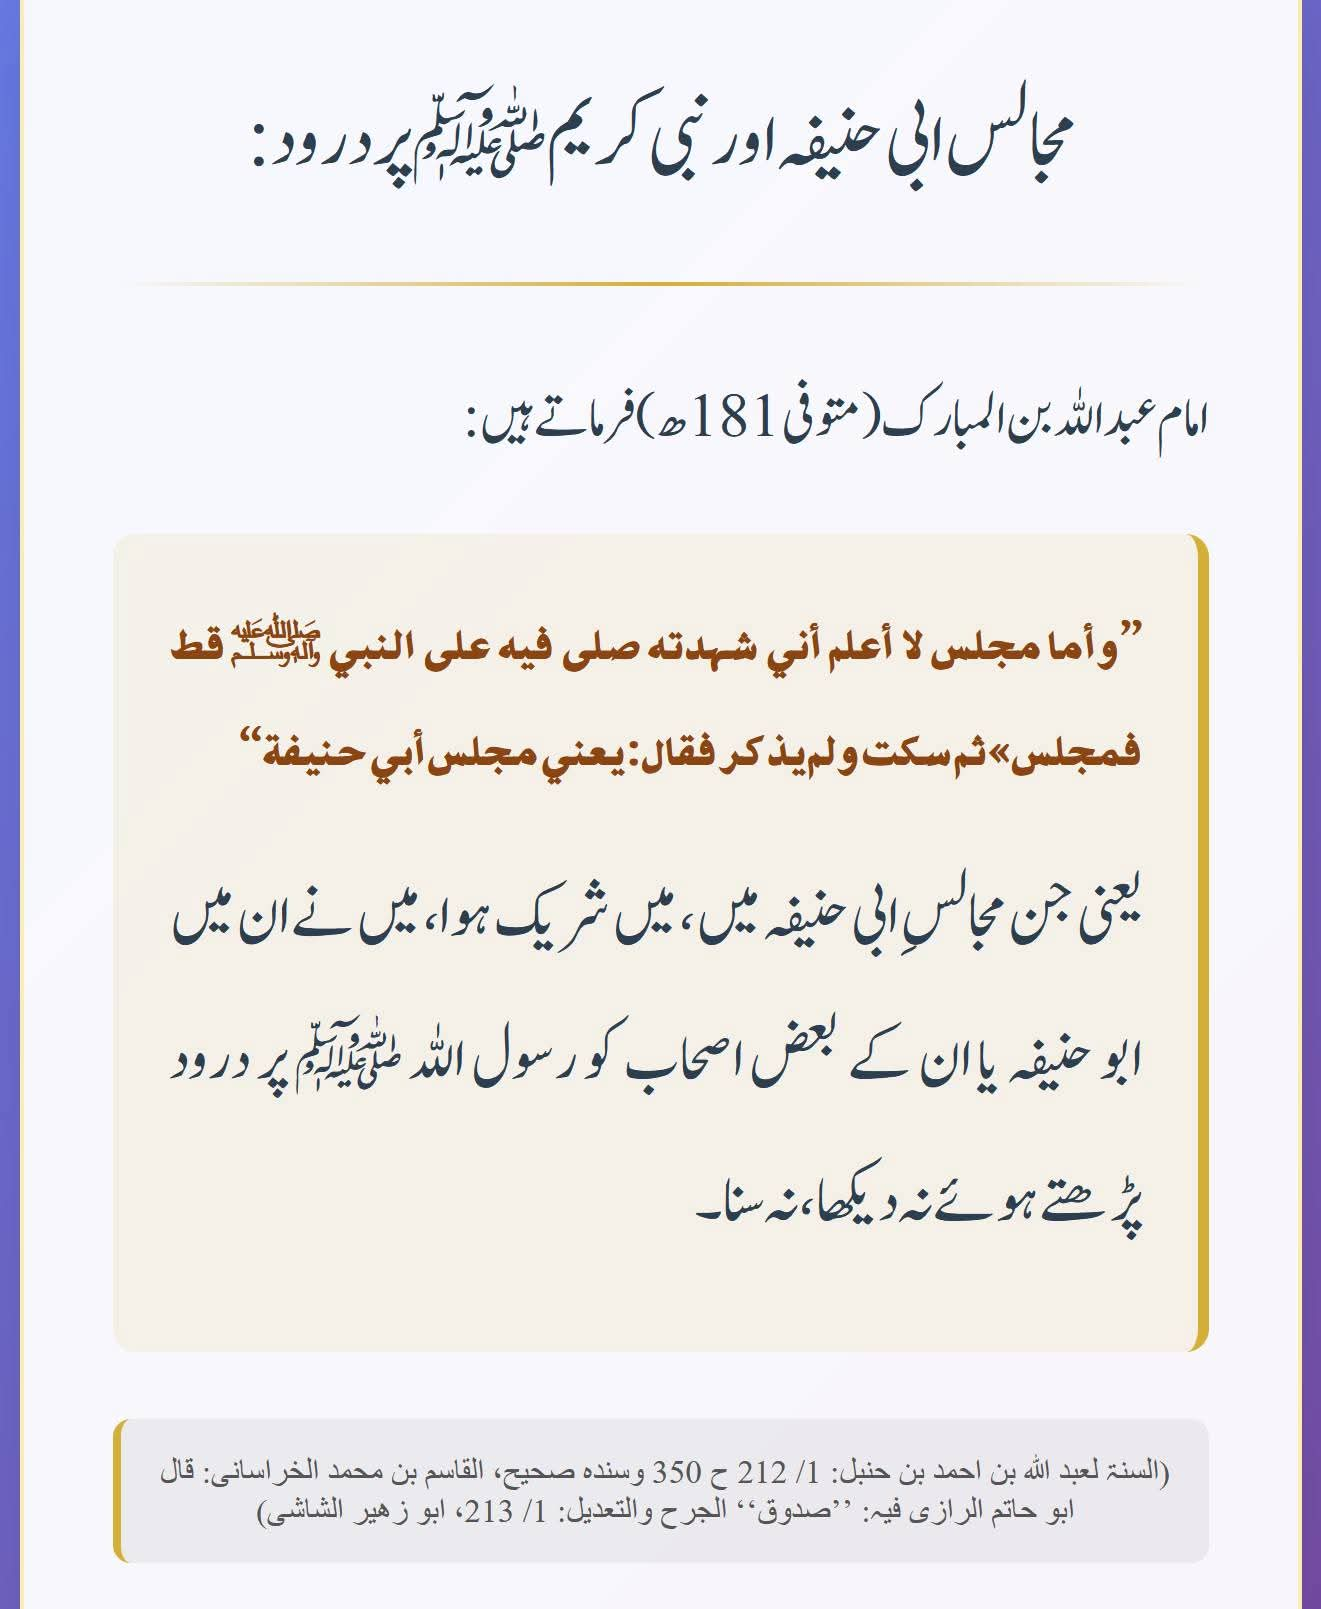 مجالس ابی حنیفہ اور نبی کریم ﷺ پر درود:
امام عبد اللہ بن المبارک (متوفی 181ھ) فرماتے ہیں:
”وأما مجلس لا أعلم أني شهدته صلى فيه على النبي ﷺ قط
فمجلس» ثم سكت ولم يذكر فقال: يعني مجلس أبي حنيفة“
یعنی جن مجالسِ ابی حنیفہ میں، میں شریک ہوا، میں نے ان میں
ابو حنیفہ یا ان کے بعض اصحاب کو رسول اللہ ﷺ پر درود
پڑھتے ہوئے نہ دیکھا، نہ سنا۔
(السنۃ لعبد اللہ بن احمد بن حنبل: 1/ 212 ح 350 وسندہ صحیح، القاسم بن محمد الخراسانی: قال
ابو حاتم الرازی فیہ: ’’صدوق‘‘ الجرح والتعدیل: 1/ 213، ابو زھیر الشاشی)